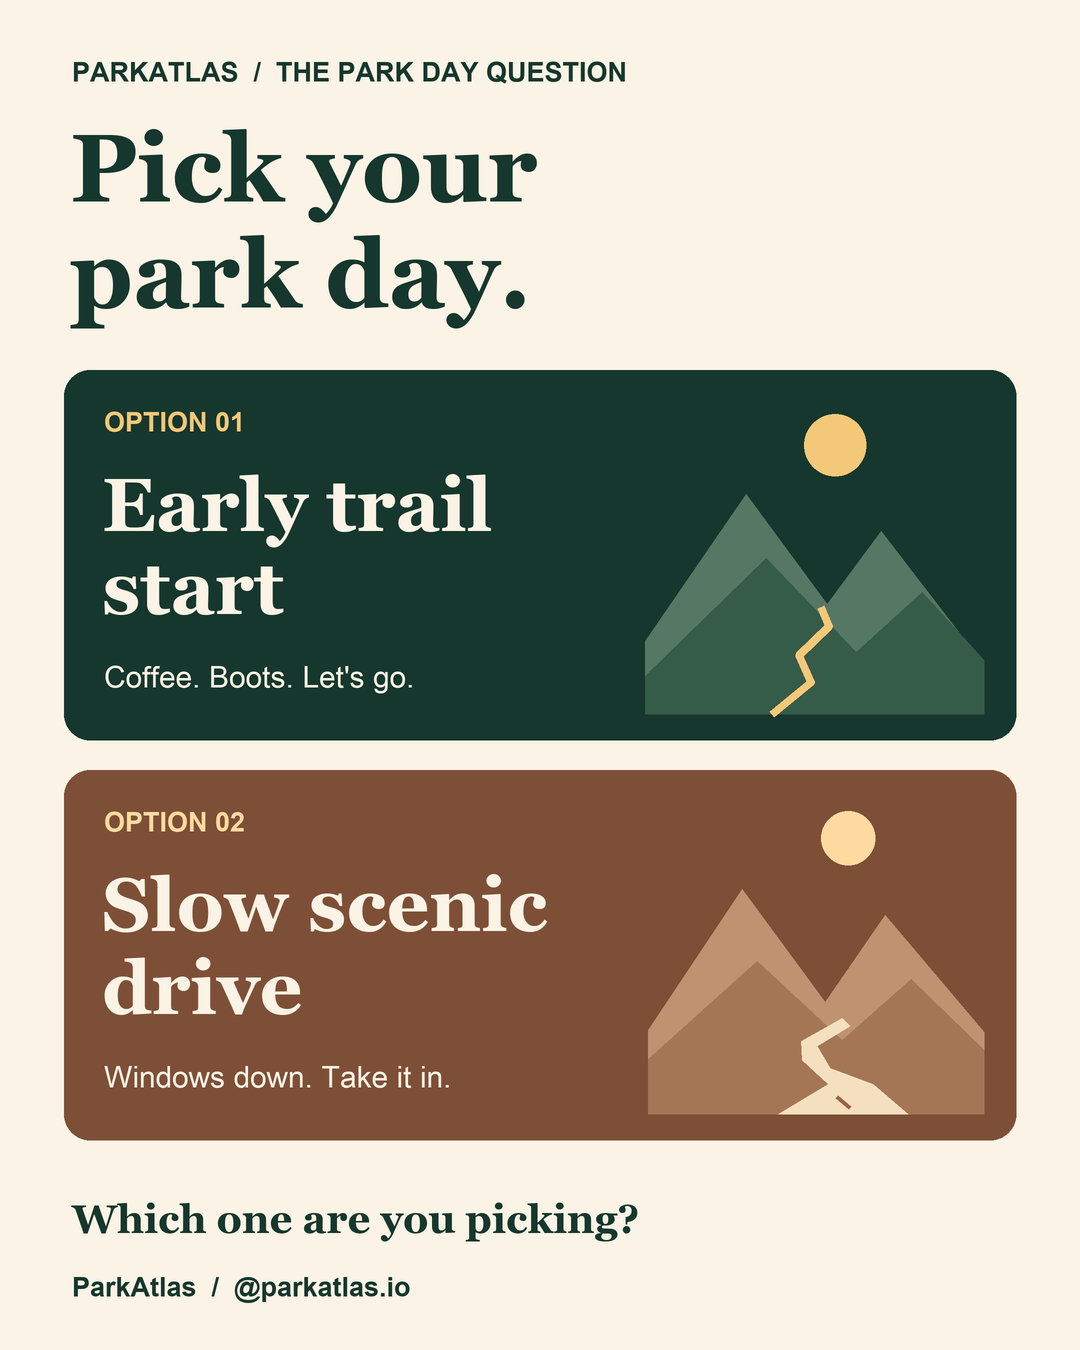 PARKATLAS / THE PARK DAY QUESTION
Pick your
park day.
OPTION 01
Early trail
start
Coffee. Boots. Let's go.
OPTION 02
Slow scenic
drive
Windows down. Take it in.
Which one are you picking?
ParkAtlas / @parkatlas.io